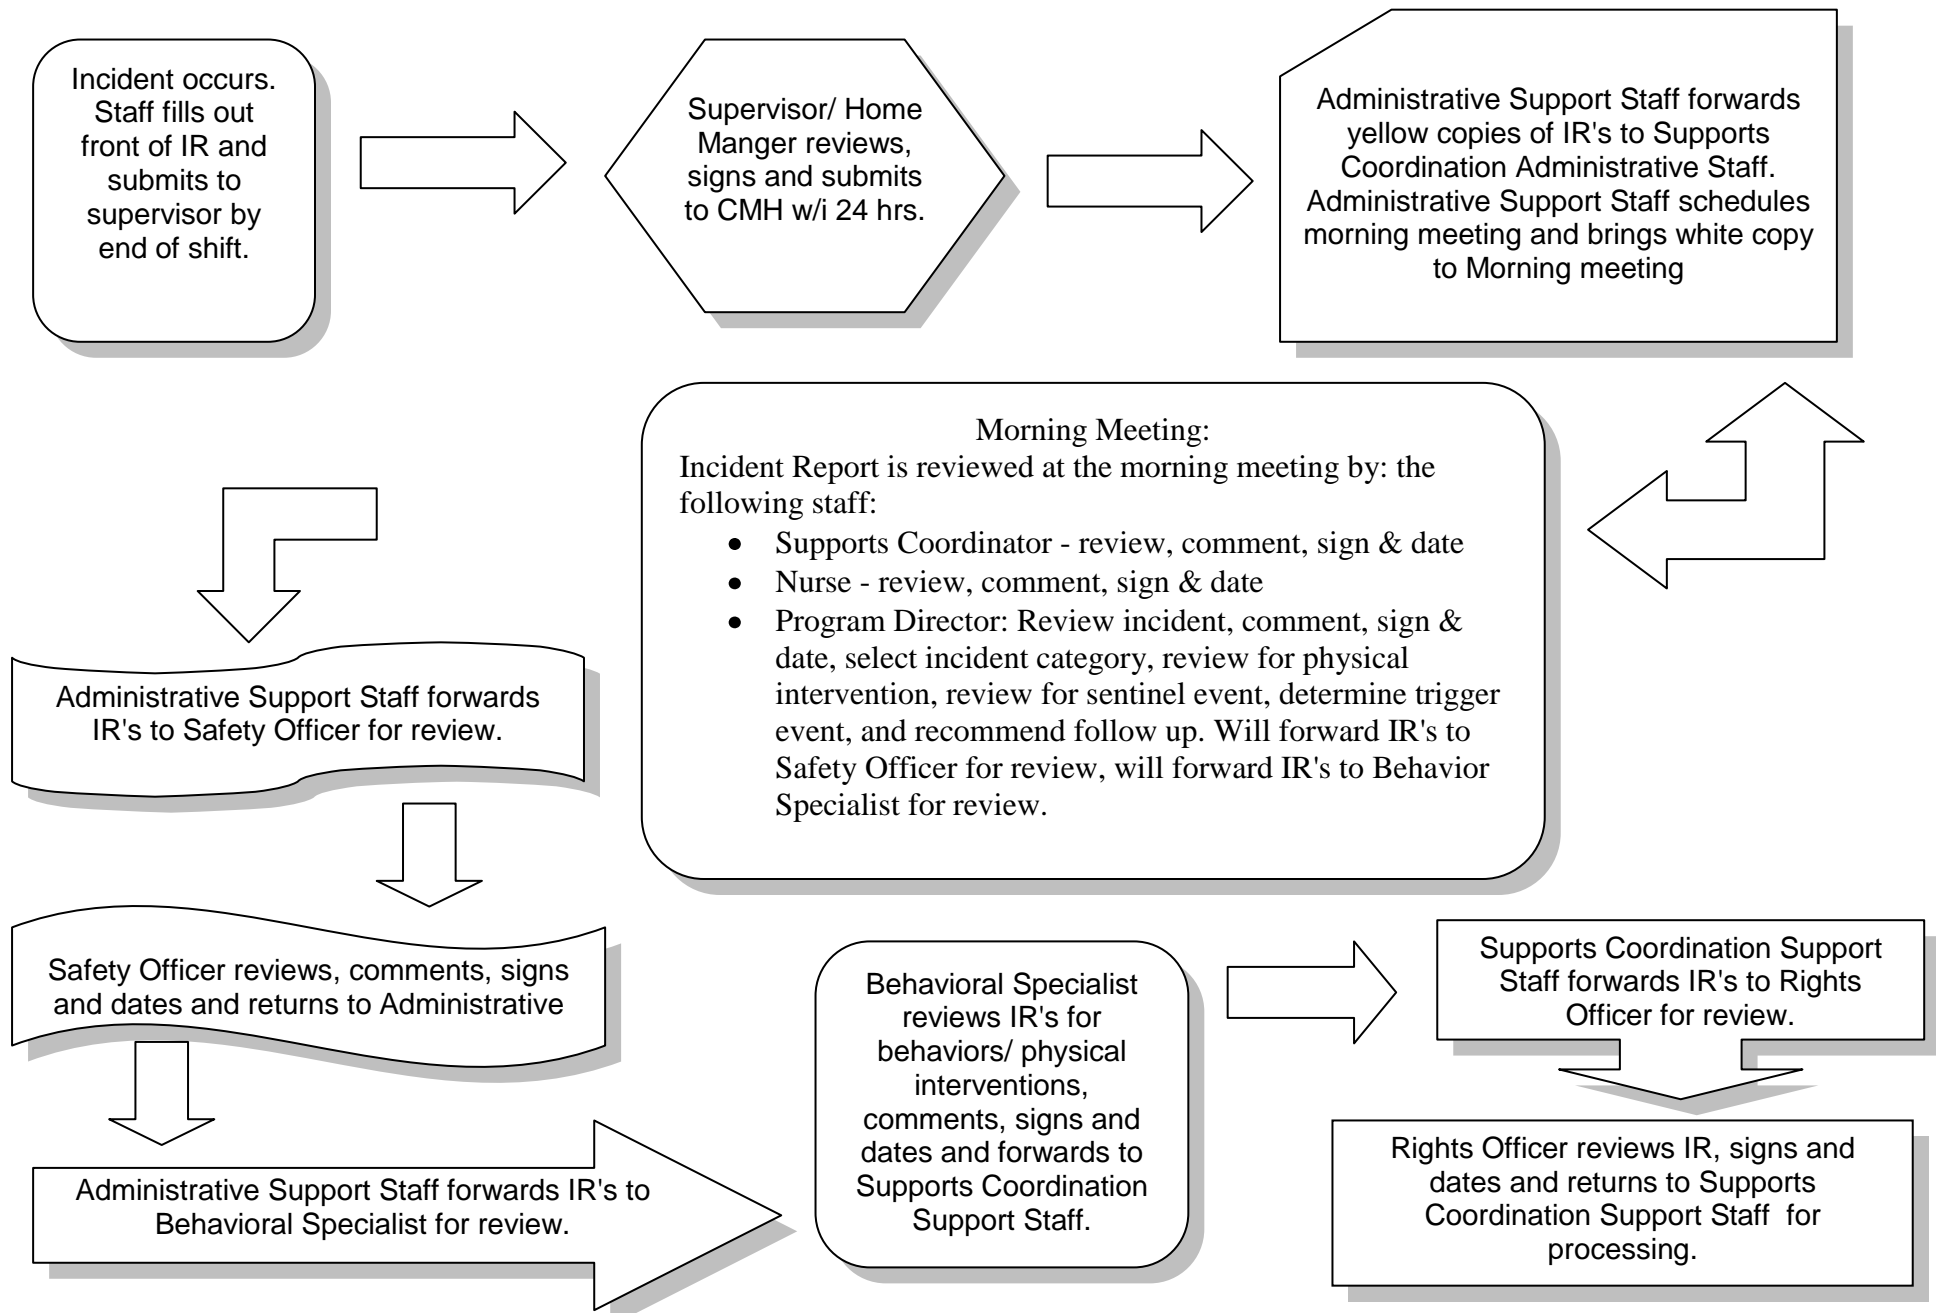 Incident occurs.
Staff fills out
front of IR and
submits to
supervisor by
end of shift.
Supervisor/ Home
Manger reviews,
signs and submits
to CMH w/i 24 hrs.
Administrative Support Staff forwards
yellow copies of IR's to Supports
Coordination Administrative Staff.
Administrative Support Staff schedules
morning meeting and brings white copy
to Morning meeting
Morning Meeting:
Incident Report is reviewed at the morning meeting by: the
following staff:
• Supports Coordinator - review, comment, sign & date
• Nurse - review, comment, sign & date
• Program Director: Review incident, comment, sign &
date, select incident category, review for physical
intervention, review for sentinel event, determine trigger
event, and recommend follow up. Will forward IR's to
Safety Officer for review, will forward IR's to Behavior
Specialist for review.
Administrative Support Staff forwards
IR's to Safety Officer for review.
Safety Officer reviews, comments, signs
and dates and returns to Administrative
Administrative Support Staff forwards IR's to
Behavioral Specialist for review.
Behavioral Specialist
reviews IR's for
behaviors/ physical
interventions,
comments, signs and
dates and forwards to
Supports Coordination
Support Staff.
Supports Coordination Support
Staff forwards IR's to Rights
Officer for review.
Rights Officer reviews IR, signs and
dates and returns to Supports
Coordination Support Staff  for
processing.